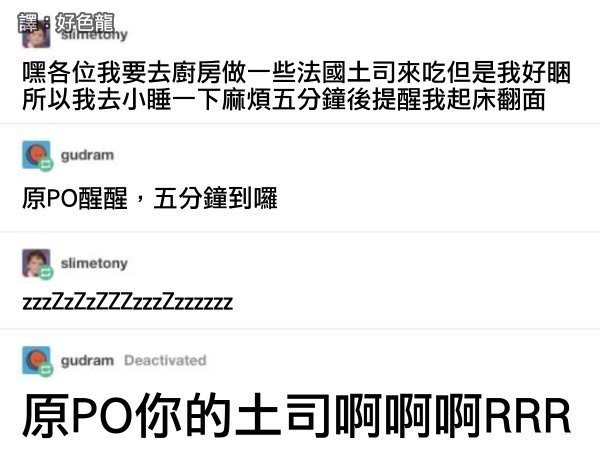 譯：好色龍
slimetony
嘿各位我要去廚房做一些法國土司來吃但是我好睏
所以我去小睡一下麻煩五分鐘後提醒我起床翻面
gudram
原PO醒醒，五分鐘到囉
slimetony
zzzZzZzZZZzzzZzzzzzz
gudram Deactivated
原PO你的土司啊啊啊RRR